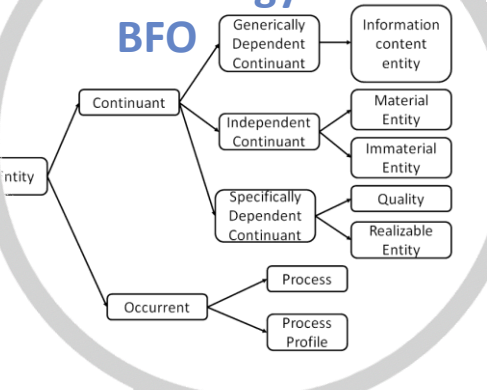 gy
BFO
Generically
Dependent
Continuant
Information
content
entity
Continuant
Independent
Continuant
Material
Entity
Immaterial
Entity
ntity
Specifically
Dependent
Continuant
Quality
Realizable
Entity
Occurrent
Process
Process
Profile